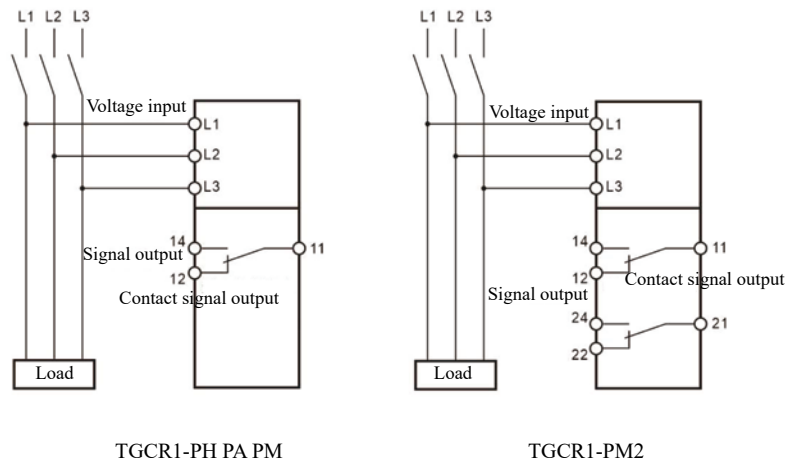 L1 L2 L3
Voltage input
L1
L2
L3
14
11
Signal output
12
Contact signal output
Load
TGCR1-PH PA PM
L1 L2 L3
Voltage input
L1
L2
L3
14
11
12
Contact signal output
Signal output
24
21
22
Load
TGCR1-PM2